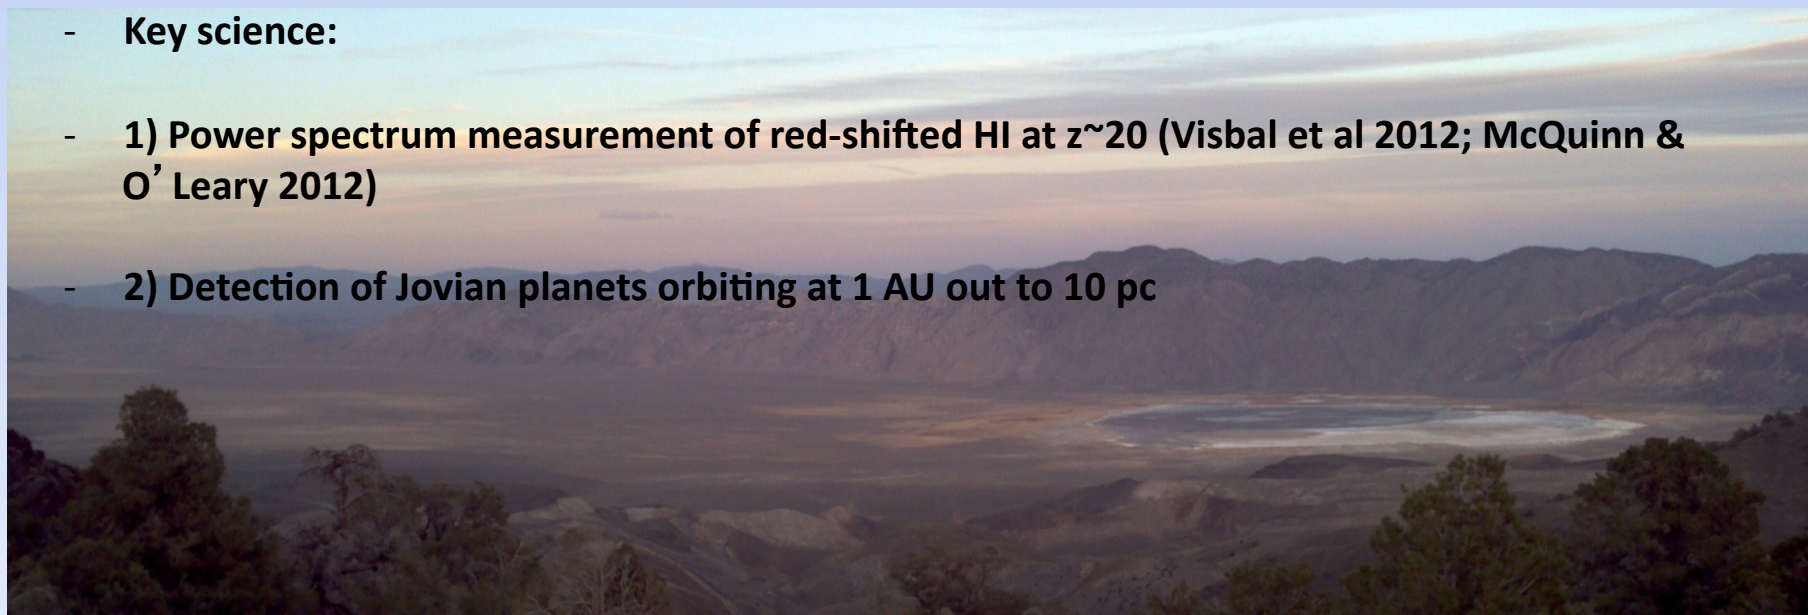 - Key science:
- 1) Power spectrum measurement of red-shifted HI at z~20 (Visbal et al 2012; McQuinn &
O’ Leary 2012)
- 2) Detection of Jovian planets orbiting at 1 AU out to 10 pc